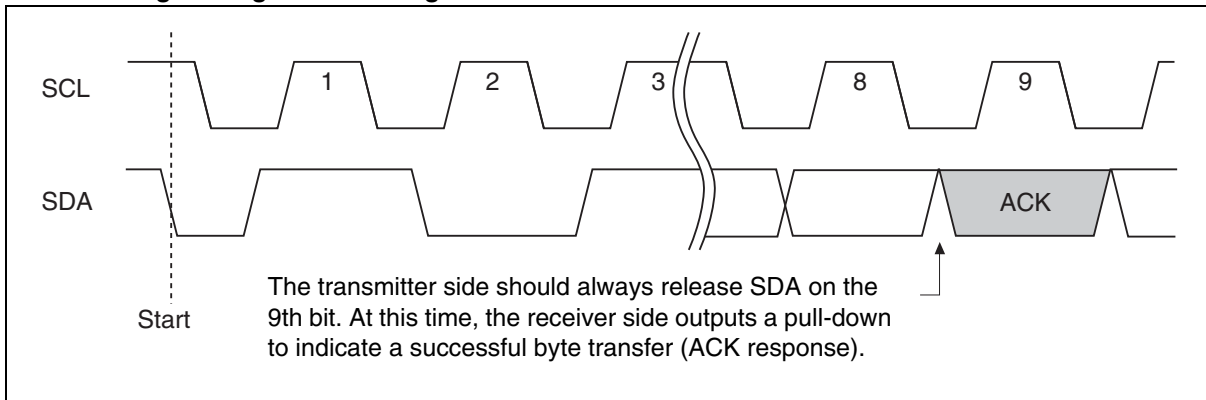 SCL
1
2
3
8
9
SDA
ACK
Start
The transmitter side should always release SDA on the
9th bit. At this time, the receiver side outputs a pull-down
to indicate a successful byte transfer (ACK response).